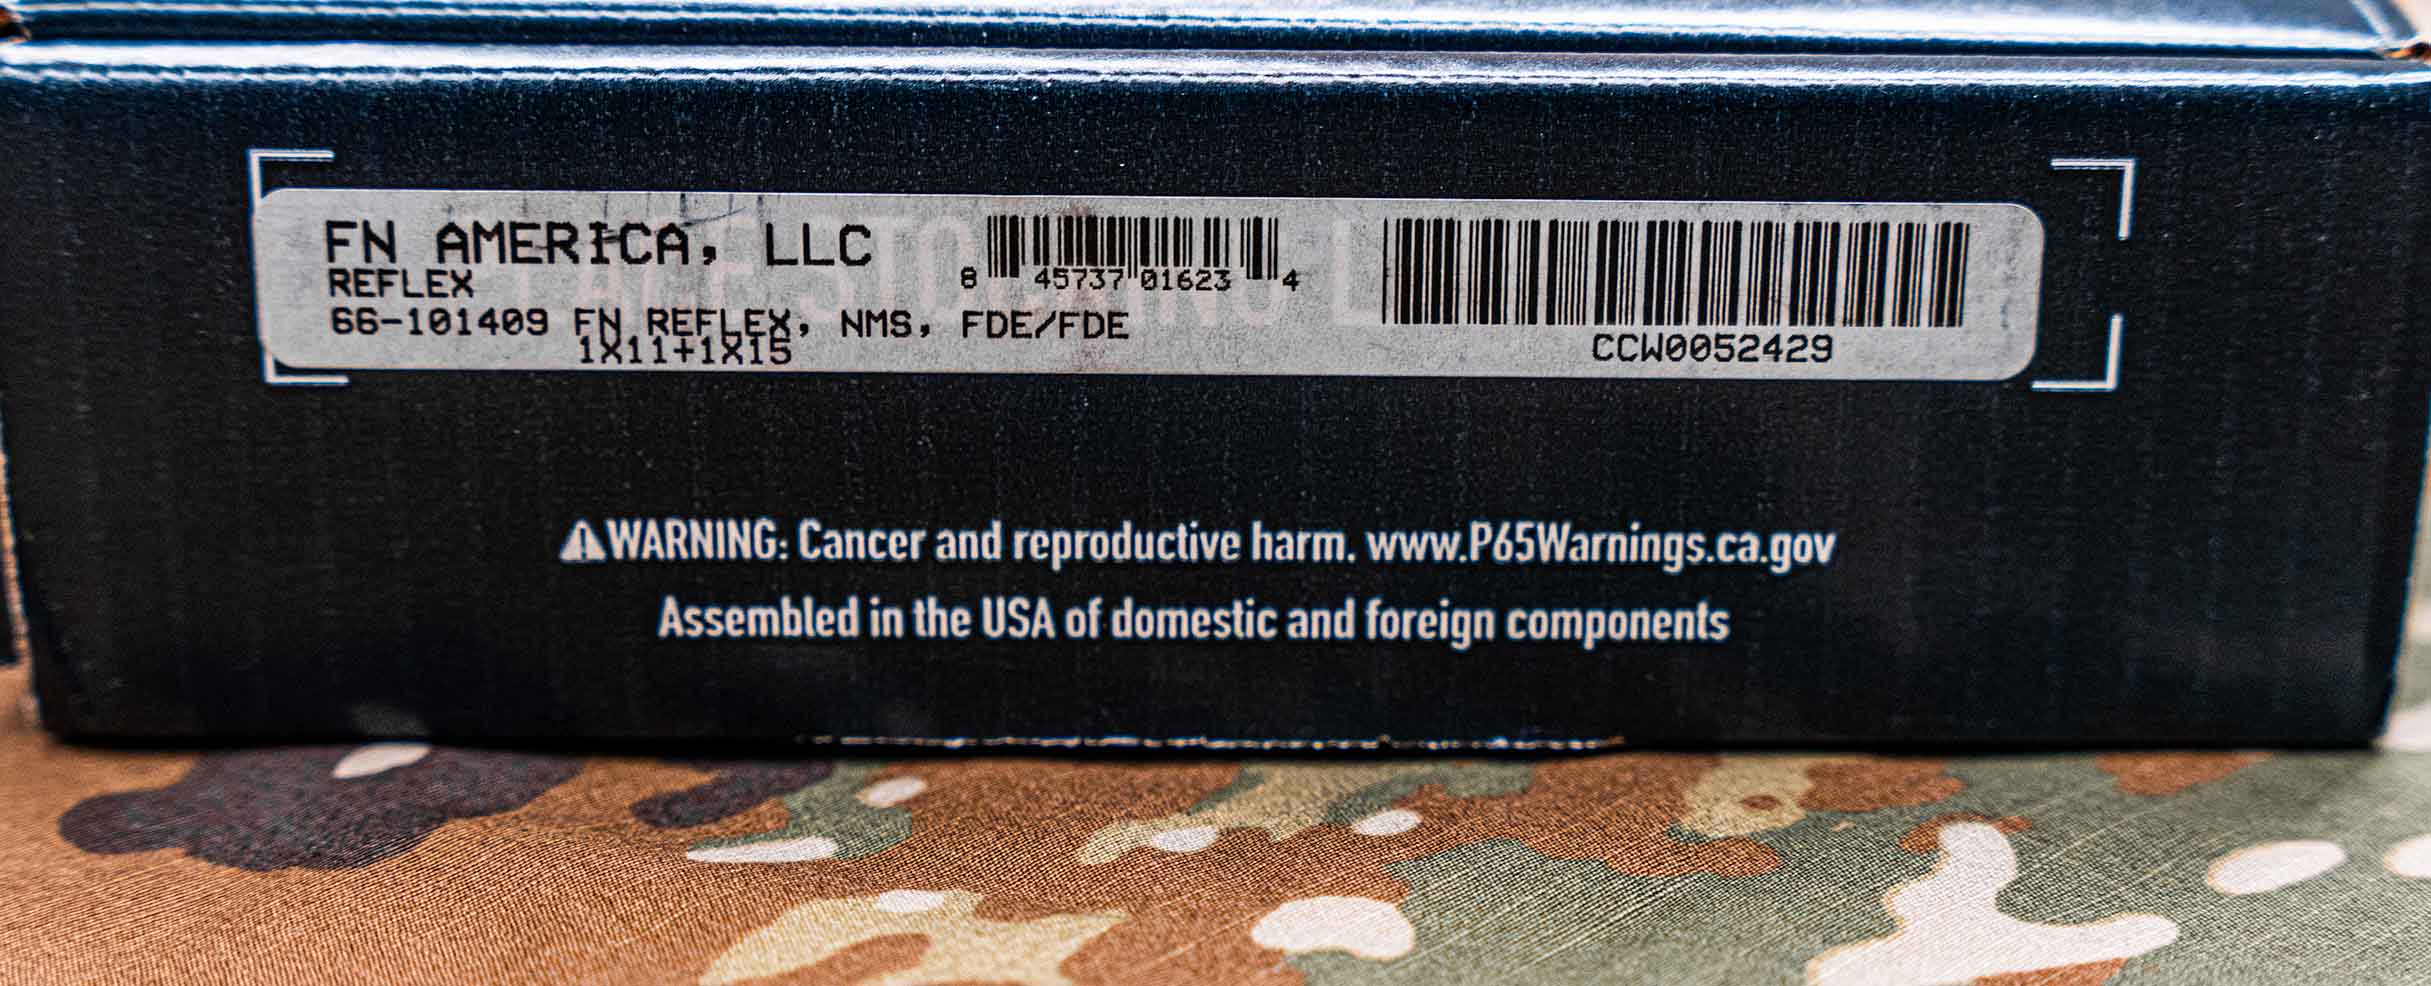 FN AMERICA, LLC
REFLEX
66-101409 FN REFLEX, NMS, FDE/FDE
1X11+1X15
8 45737 01623 4
CCW0052429
⚠WARNING: Cancer and reproductive harm. www.P65Warnings.ca.gov
Assembled in the USA of domestic and foreign components